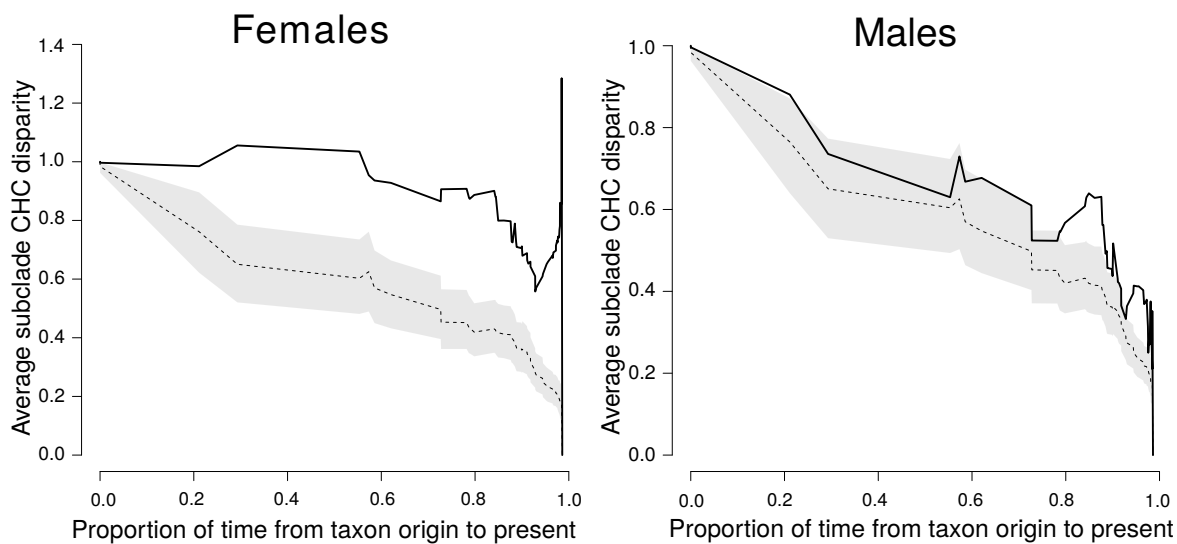 Females
Average subclade CHC disparity
1.4
1.2
1.0
0.8
0.6
0.4
0.2
0.0
0.0 0.2 0.4 0.6 0.8 1.0
Proportion of time from taxon origin to present
Males
Average subclade CHC disparity
1.0
0.8
0.6
0.4
0.2
0.0
0.0 0.2 0.4 0.6 0.8 1.0
Proportion of time from taxon origin to present